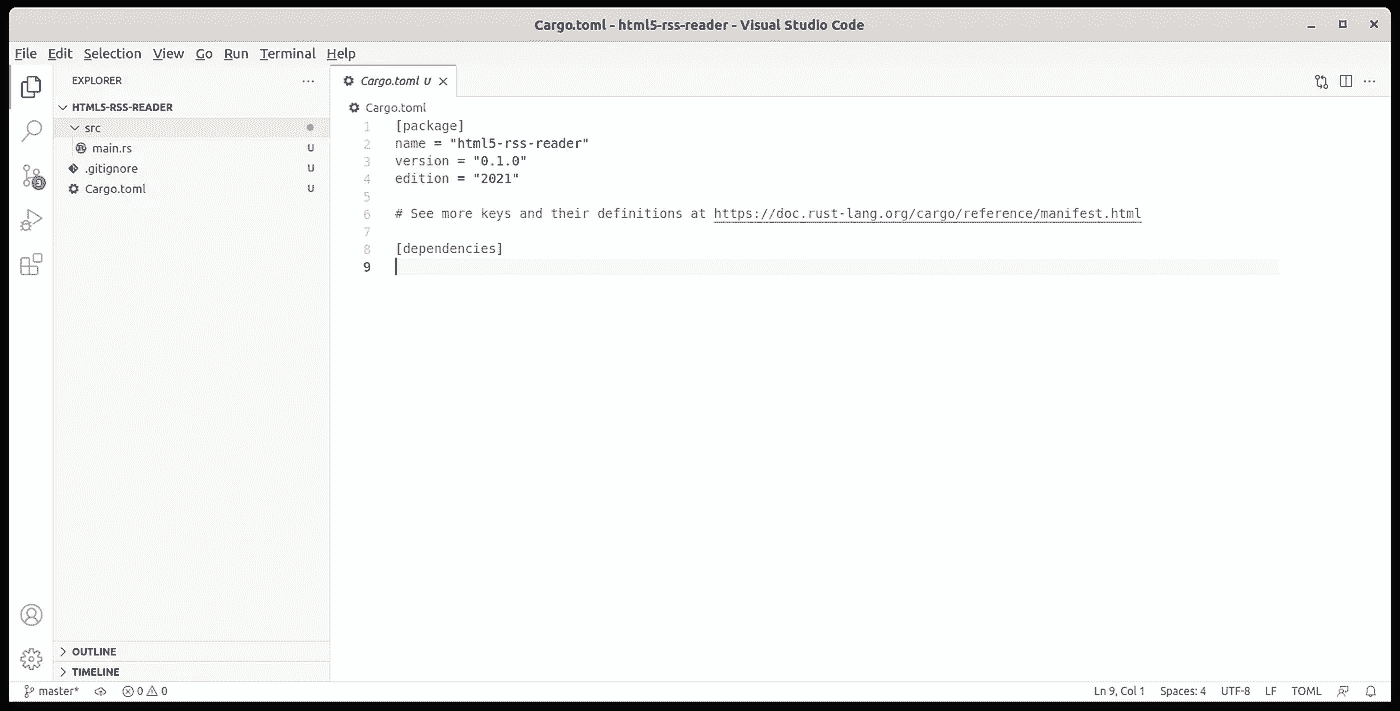 Cargo.toml - html5-rss-reader - Visual Studio Code
File Edit Selection View Go Run Terminal Help
EXPLORER
HTML5-RSS-READER
src
main.rs U
.gitignore U
Cargo.toml U
OUTLINE
TIMELINE
Cargo.toml U
Cargo.toml
1 [package]
2 name = "html5-rss-reader"
3 version = "0.1.0"
4 edition = "2021"
5
6 # See more keys and their definitions at https://doc.rust-lang.org/cargo/reference/manifest.html
7
8 [dependencies]
9
master* 0 0 Ln 9, Col 1 Spaces: 4 UTF-8 LF TOML